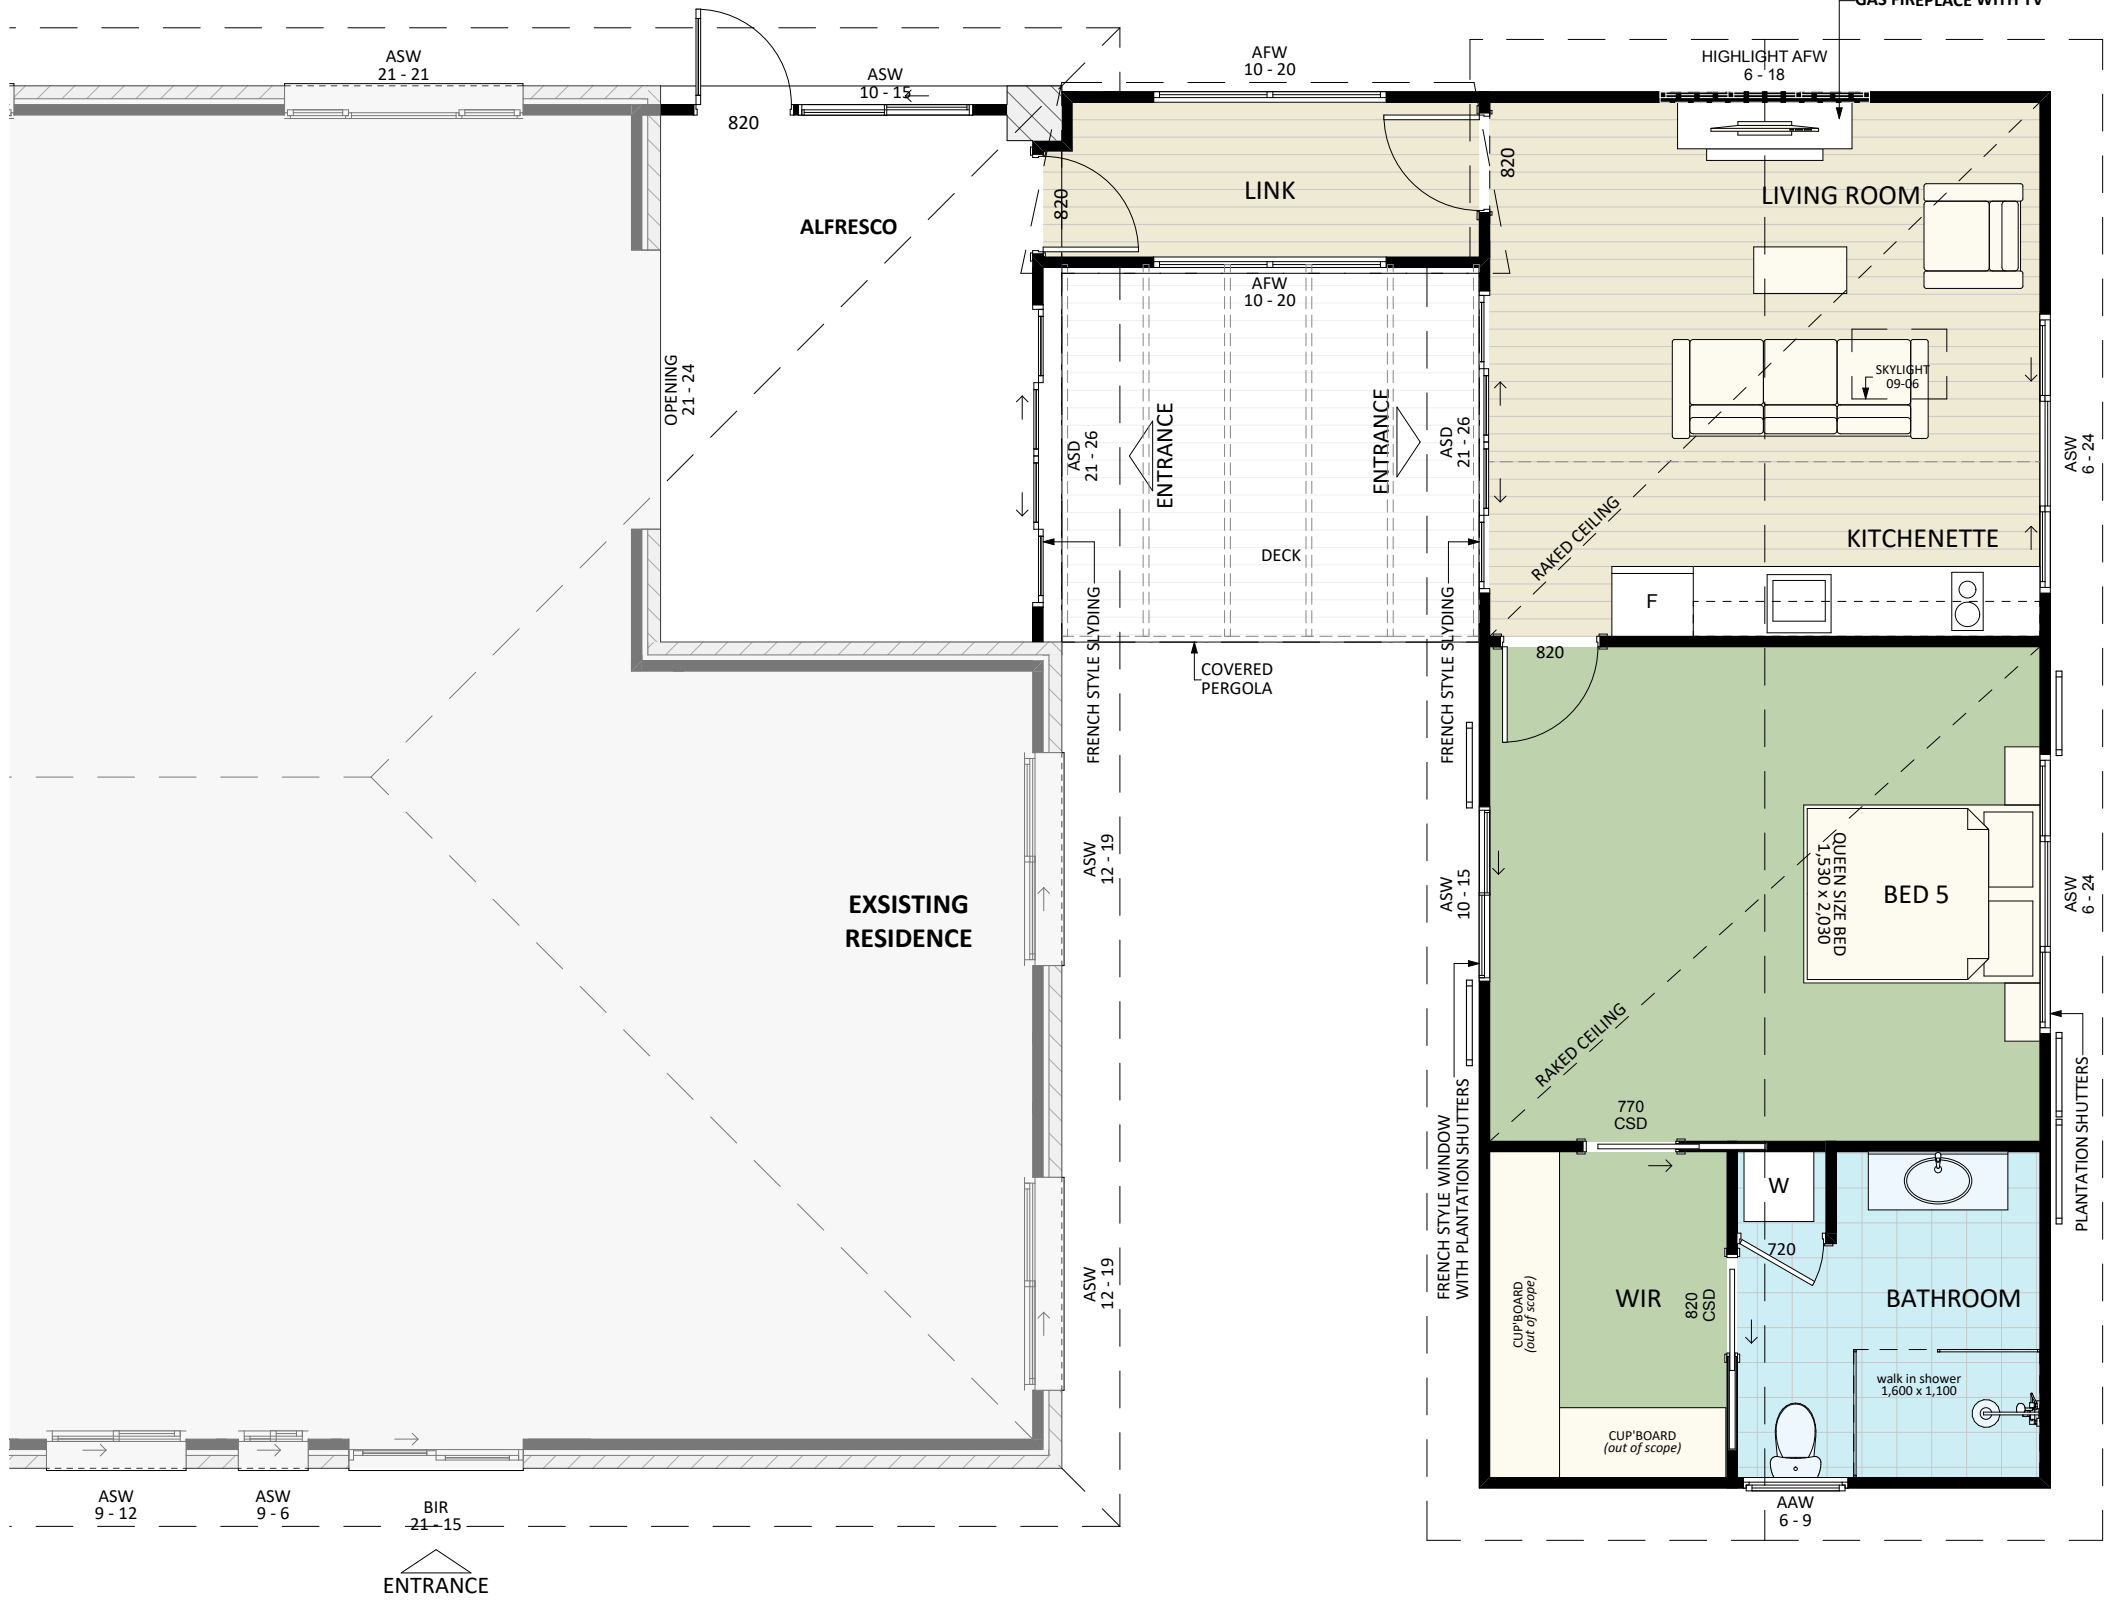 GAS FIREPLACE WITH TV
ASW
21 - 21
ASW
10 - 15
AFW
10 - 20
HIGHLIGHT AFW
6 - 18
820
820
820
LINK
LIVING ROOM
ALFRESCO
AFW
10 - 20
OPENING
21 - 24
ASD
21 - 26
ENTRANCE
ENTRANCE
ASD
21 - 26
SKYLIGHT
09-06
ASW
6 - 24
RAKED CEILING
KITCHENETTE
DECK
F
FRENCH STYLE SLYDING
FRENCH STYLE SLYDING
COVERED
PERGOLA
820
ASW
12 - 19
ASW
10 - 15
QUEEN SIZE BED
1,530 x 2,030
BED 5
ASW
6 - 24
EXSISTING
RESIDENCE
RAKED CEILING
770
CSD
FRENCH STYLE WINDOW
WITH PLANTATION SHUTTERS
PLANTATION SHUTTERS
W
720
ASW
12 - 19
CUP'BOARD
(out of scope)
WIR
820
CSD
BATHROOM
walk in shower
1,600 x 1,100
CUP'BOARD
(out of scope)
ASW
9 - 12
ASW
9 - 6
BIR
21 - 15
AAW
6 - 9
ENTRANCE